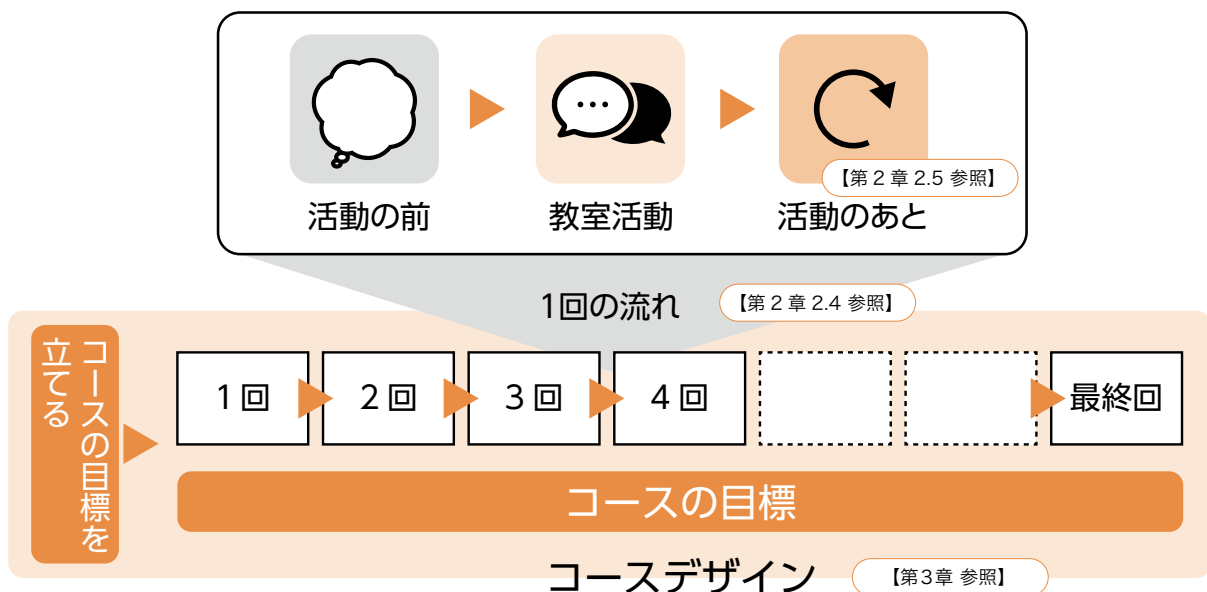 活動の前
教室活動
活動のあと
【第2章 2.5 参照】
1回の流れ
【第2章 2.4 参照】
コースの目標を
立てる
1回
2回
3回
4回
最終回
コースの目標
コースデザイン
【第3章 参照】